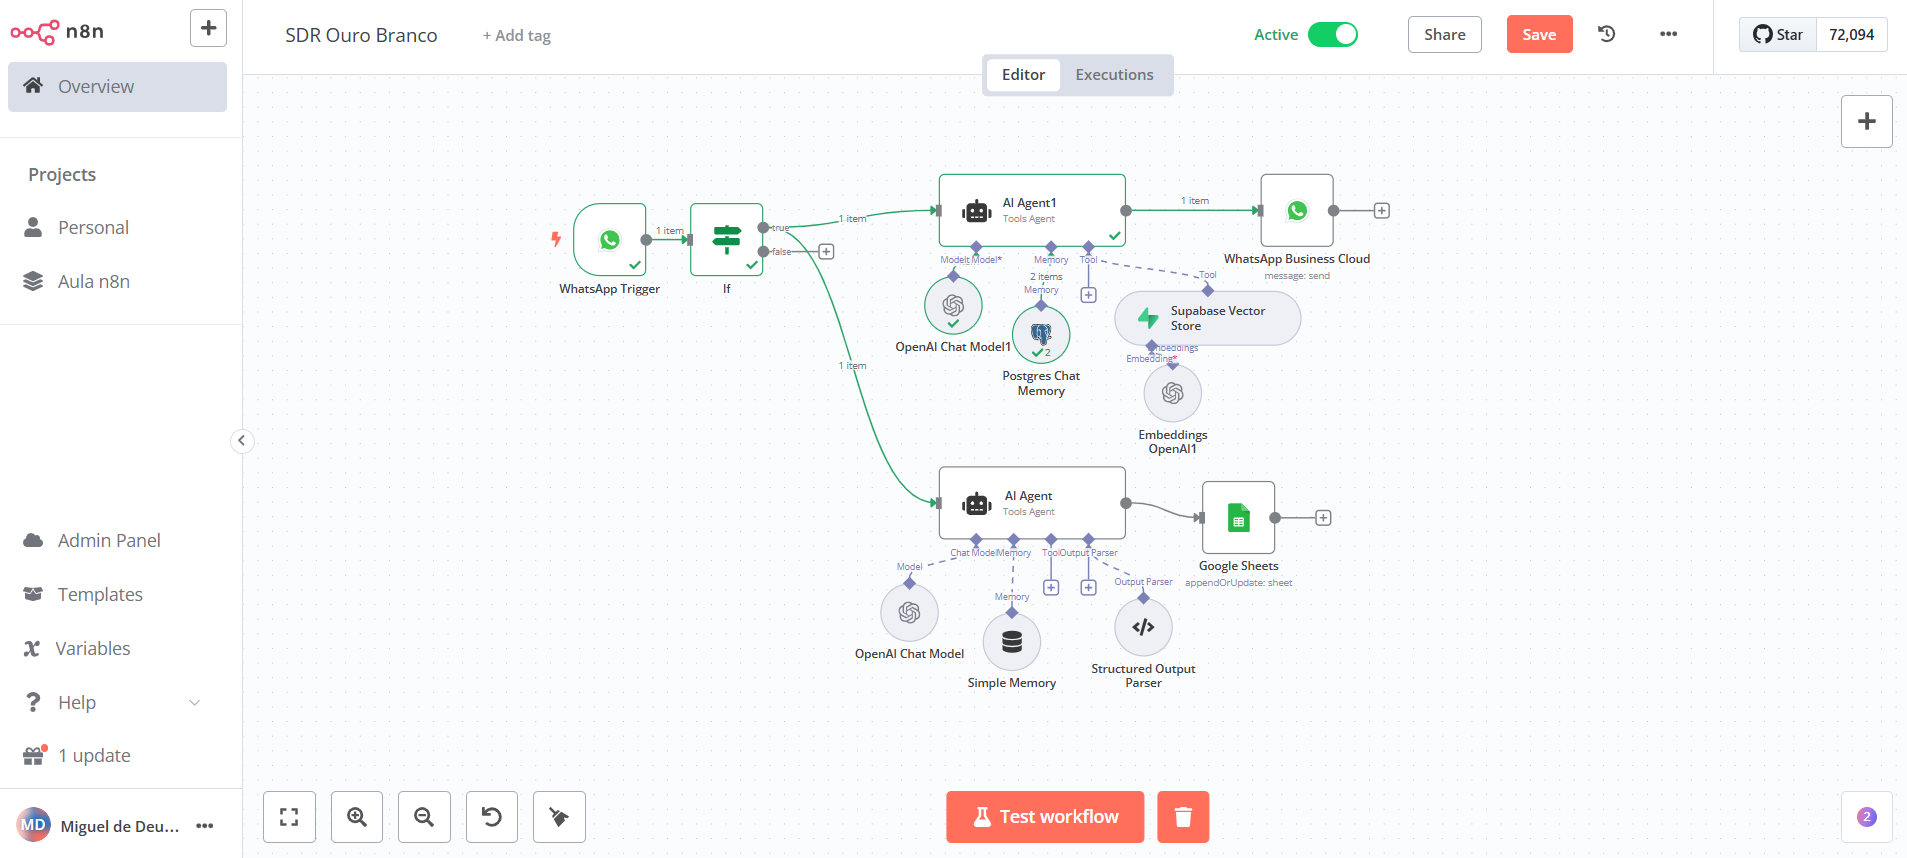 n8n
Overview
Projects
Personal
Aula n8n
Admin Panel
Templates
Variables
Help
1 update
MD
Miguel de Deu...
SDR Ouro Branco
+ Add tag
Active
Share
Save
Star
72,094
Editor
Executions
WhatsApp Trigger
1 item
If
true
false
1 item
1 item
AI Agent1
Tools Agent
1 item
WhatsApp Business Cloud
message: send
Model*
Memory
Tool
2 items
Memory
Tool
OpenAI Chat Model1
2
Postgres Chat
Memory
Supabase Vector
Store
Embedding*
Embeddings
OpenAI1
AI Agent
Tools Agent
Chat Model
Memory
Tool
Output Parser
Model
Memory
Output Parser
OpenAI Chat Model
Simple Memory
Structured Output
Parser
Google Sheets
appendOrUpdate: sheet
Test workflow
2